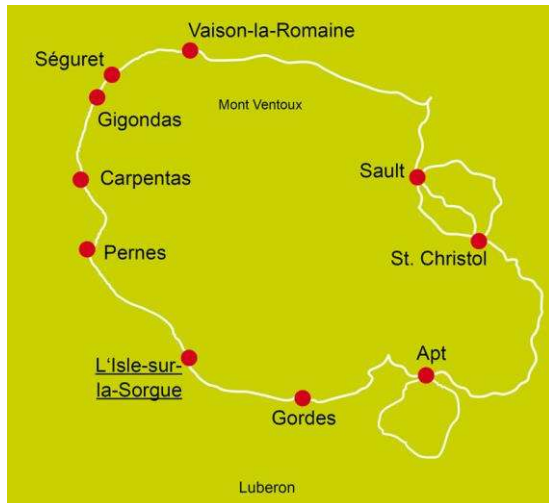 Vaison-la-Romaine
Séguret
Gigondas
Mont Ventoux
Carpentas
Sault
Pernes
St. Christol
L'Isle-sur-
la-Sorgue
Apt
Gordes
Luberon